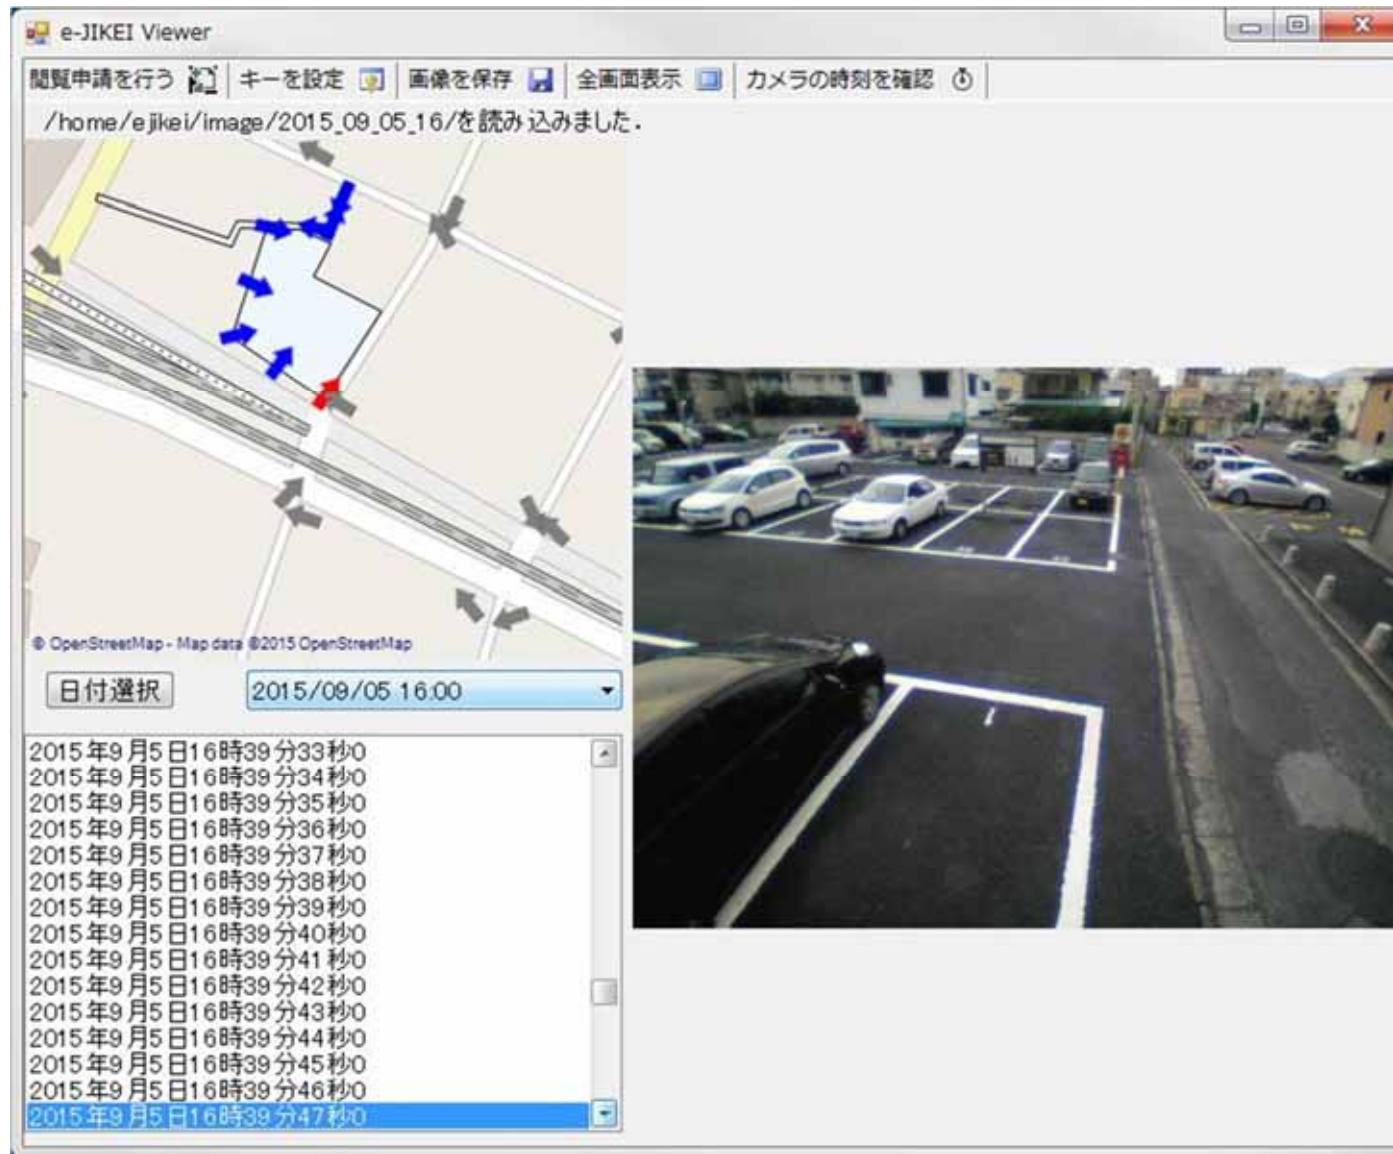 e-JIKEI Viewer
閲覧申請を行う キーを設定 画像を保存 全画面表示 カメラの時刻を確認
/home/ejikei/image/2015_09_05_16/を読み込みました.
© OpenStreetMap - Map data ©2015 OpenStreetMap
日付選択 2015/09/05 16:00
2015年9月5日16時39分33秒0
2015年9月5日16時39分34秒0
2015年9月5日16時39分35秒0
2015年9月5日16時39分36秒0
2015年9月5日16時39分37秒0
2015年9月5日16時39分38秒0
2015年9月5日16時39分39秒0
2015年9月5日16時39分40秒0
2015年9月5日16時39分41秒0
2015年9月5日16時39分42秒0
2015年9月5日16時39分43秒0
2015年9月5日16時39分44秒0
2015年9月5日16時39分45秒0
2015年9月5日16時39分46秒0
2015年9月5日16時39分47秒0